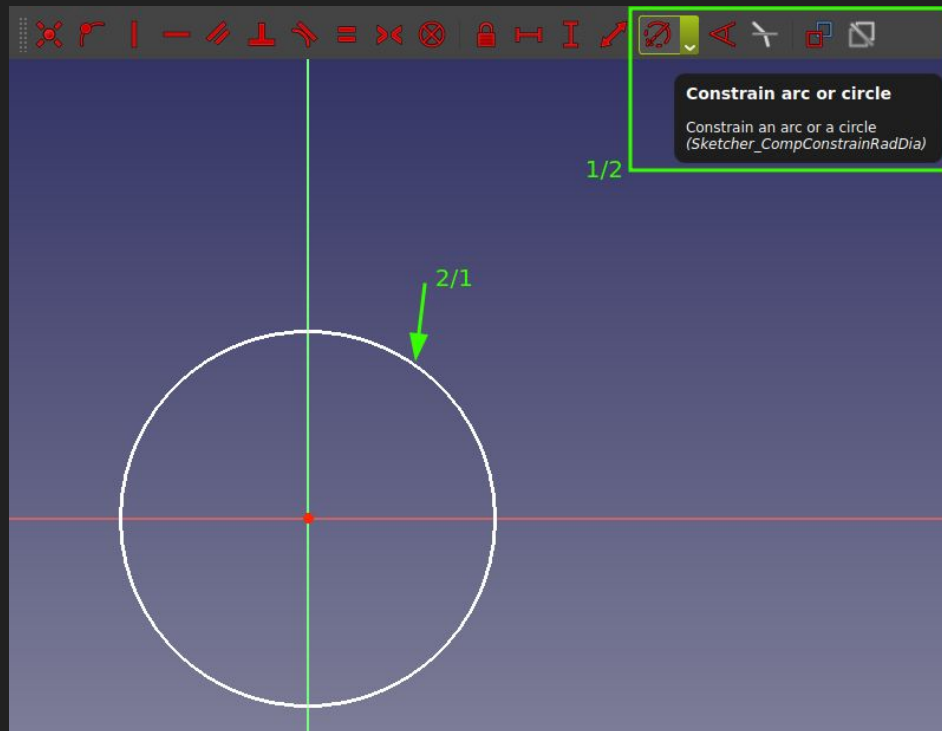 Constrain arc or circle
Constrain an arc or a circle
(Sketcher_CompConstrainRadDia)
1/2
2/1